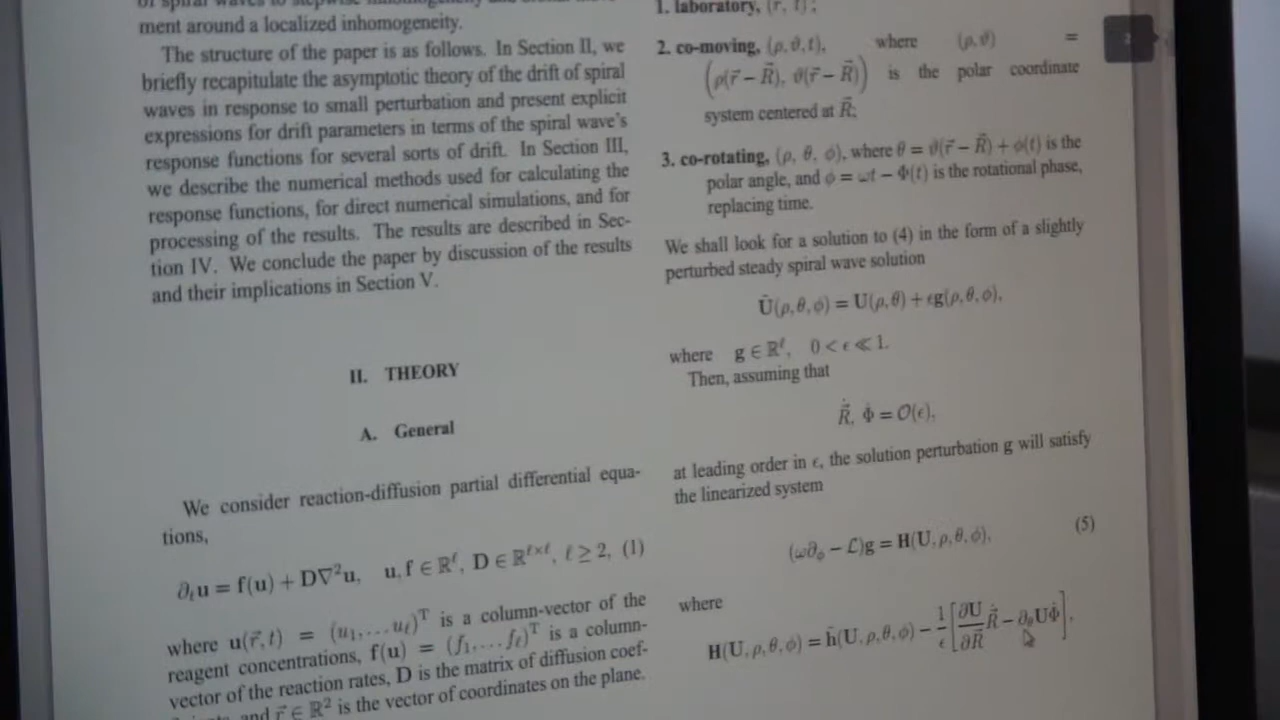 ment around a localized inhomogeneity.
The structure of the paper is as follows. In Section II, we
briefly recapitulate the asymptotic theory of the drift of spiral
waves in response to small perturbation and present explicit
expressions for drift parameters in terms of the spiral wave's
response functions for several sorts of drift. In Section III,
we describe the numerical methods used for calculating the
response functions, for direct numerical simulations, and for
processing of the results. The results are described in Sec-
tion IV. We conclude the paper by discussion of the results
and their implications in Section V.
II. THEORY
A. General
We consider reaction-diffusion partial differential equa-
tions,
∂ₜu = f(u) + D∇²u, u, f ∈ ℝ^ℓ, D ∈ ℝ^{ℓ×ℓ}, ℓ ≥ 2, (1)
where u(r⃗, t) = (u₁, … u_ℓ)^T is a column-vector of the
reagent concentrations, f(u) = (f₁, … f_ℓ)^T is a column-
vector of the reaction rates, D is the matrix of diffusion coef-
and r⃗ ∈ ℝ² is the vector of coordinates on the plane.
1. laboratory, (r⃗, t);
2. co-moving, (ρ, ϑ, t), where (ρ, ϑ) =
(ρ(r⃗ − R⃗), ϑ(r⃗ − R⃗)) is the polar coordinate
system centered at R⃗;
3. co-rotating, (ρ, θ, ϕ), where θ = ϑ(r⃗ − R⃗) + ϕ(t) is the
polar angle, and ϕ = ωt − Φ(t) is the rotational phase,
replacing time.
We shall look for a solution to (4) in the form of a slightly
perturbed steady spiral wave solution
Ũ(ρ, θ, ϕ) = U(ρ, θ) + ϵg(ρ, θ, ϕ),
where g ∈ ℝ^ℓ, 0 < ϵ ≪ 1.
Then, assuming that
Ṙ⃗, Φ̇ = O(ϵ),
at leading order in ϵ, the solution perturbation g will satisfy
the linearized system
(ω∂_ϕ − L)g = H(U, ρ, θ, ϕ), (5)
where
H(U, ρ, θ, ϕ) = h̃(U, ρ, θ, ϕ) − 1/ϵ [∂U/∂R⃗ Ṙ⃗ − ∂_θUΦ̇],